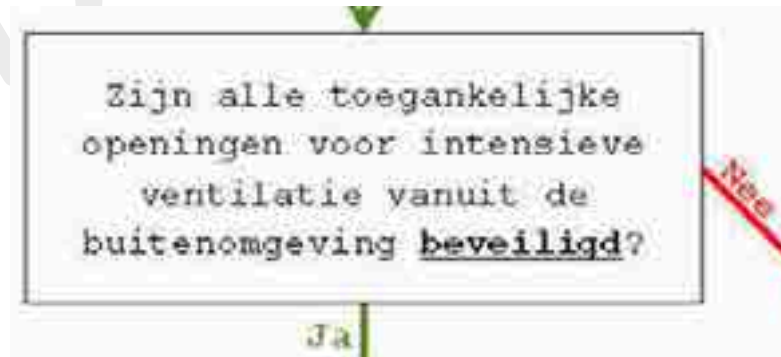 Zijn alle toegankelijke
openingen voor intensieve
ventilatie vanuit de
buitenomgeving beveiligd?
Nee
Ja